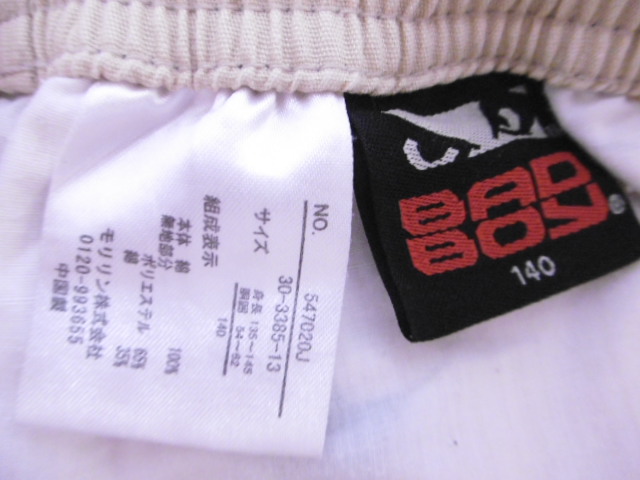 NO. 547020J
30-3385-13
サイズ 身長 135-145
胴囲 54-62
140
組成表示
本体 綿 100%
無地部分
ポリエステル 65%
綿 35%
モリリン株式会社
0120-993655
中国製
BAD
BOY
®
140